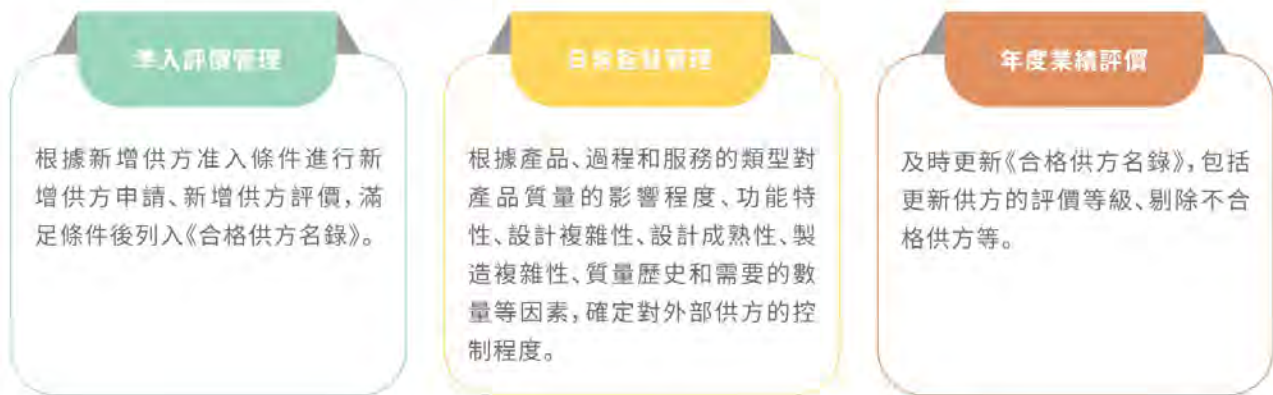 準入評價管理
根據新增供方准入條件進行新
增供方申請、新增供方評價,滿
足條件後列入《合格供方名錄》。
日常監督管理
根據產品、過程和服務的類型對
產品質量的影響程度、功能特
性、設計複雜性、設計成熟性、製
造複雜性、質量歷史和需要的數
量等因素,確定對外部供方的控
制程度。
年度業績評價
及時更新《合格供方名錄》,包括
更新供方的評價等級、剔除不合
格供方等。